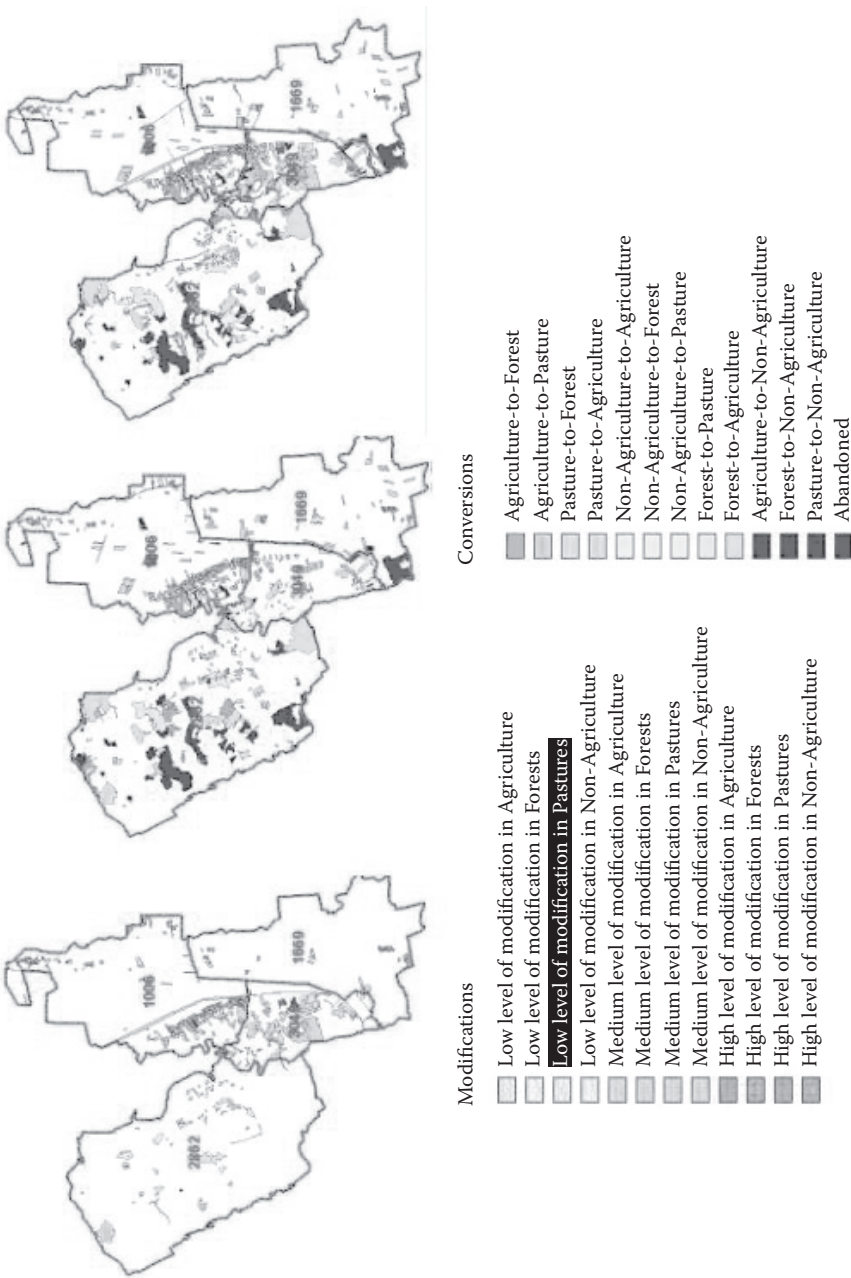 2862
1006
1669
1669
3049
1669
Modifications
Low level of modification in Agriculture
Low level of modification in Forests
Low level of modification in Pastures
Low level of modification in Non-Agriculture
Medium level of modification in Agriculture
Medium level of modification in Forests
Medium level of modification in Pastures
Medium level of modification in Non-Agriculture
High level of modification in Agriculture
High level of modification in Forests
High level of modification in Pastures
High level of modification in Non-Agriculture
Conversions
Agriculture-to-Forest
Agriculture-to-Pasture
Pasture-to-Forest
Pasture-to-Agriculture
Non-Agriculture-to-Agriculture
Non-Agriculture-to-Forest
Non-Agriculture-to-Pasture
Forest-to-Pasture
Forest-to-Agriculture
Agriculture-to-Non-Agriculture
Forest-to-Non-Agriculture
Pasture-to-Non-Agriculture
Abandoned